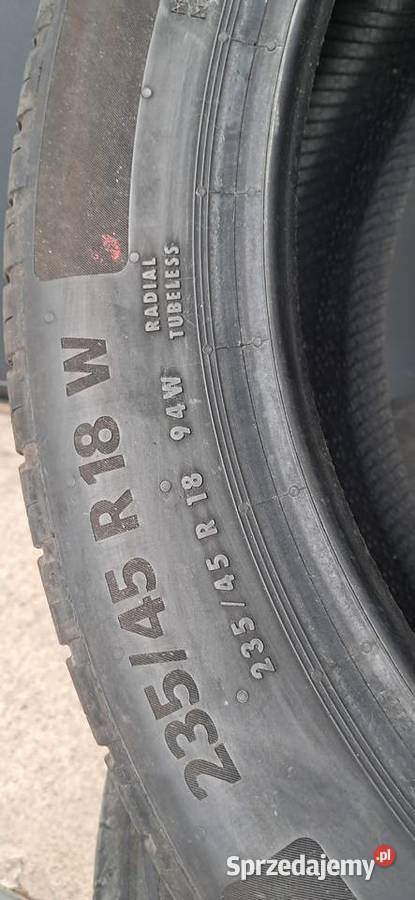 RADIAL
TUBELESS
235/45 R 18 W
235/45 R 18 94W
Sprzedajemy.pl